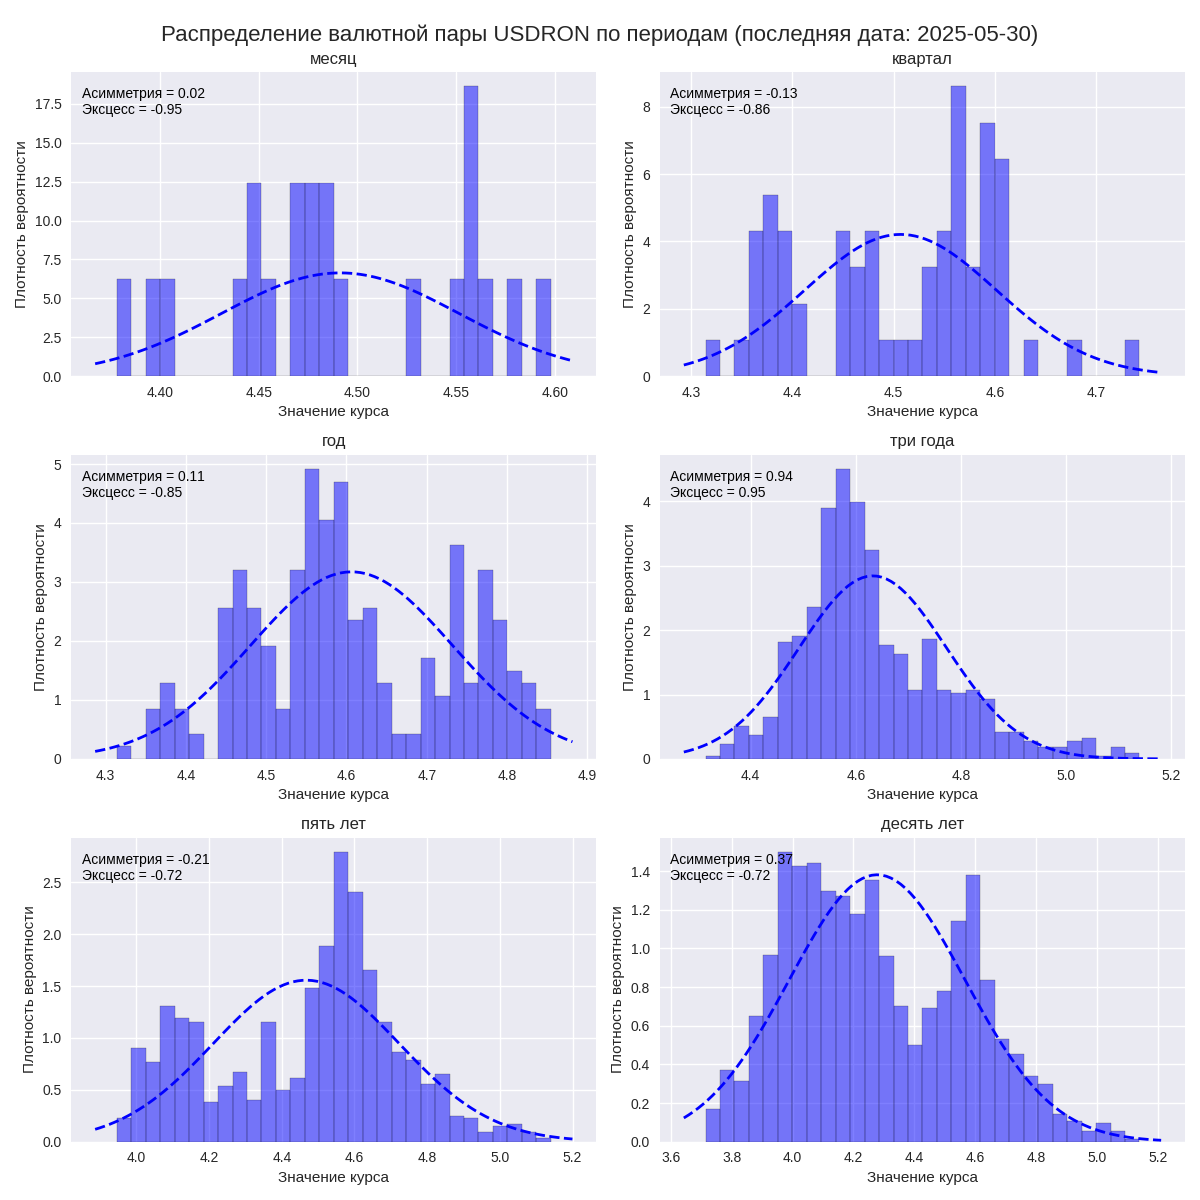 Распределение валютной пары USDRON по периодам (последняя дата: 2025-05-30)
месяц
Асимметрия = 0.02
Эксцесс = -0.95
Плотность вероятности
17.5
15.0
12.5
10.0
7.5
5.0
2.5
0.0
4.40 4.45 4.50 4.55 4.60
Значение курса
квартал
Асимметрия = -0.13
Эксцесс = -0.86
Плотность вероятности
8
6
4
2
0
4.3 4.4 4.5 4.6 4.7
Значение курса
год
Асимметрия = 0.11
Эксцесс = -0.85
Плотность вероятности
5
4
3
2
1
0
4.3 4.4 4.5 4.6 4.7 4.8 4.9
Значение курса
три года
Асимметрия = 0.94
Эксцесс = 0.95
Плотность вероятности
4
3
2
1
0
4.4 4.6 4.8 5.0 5.2
Значение курса
пять лет
Асимметрия = -0.21
Эксцесс = -0.72
Плотность вероятности
2.5
2.0
1.5
1.0
0.5
0.0
4.0 4.2 4.4 4.6 4.8 5.0 5.2
Значение курса
десять лет
Асимметрия = 0.37
Эксцесс = -0.72
Плотность вероятности
1.4
1.2
1.0
0.8
0.6
0.4
0.2
0.0
3.6 3.8 4.0 4.2 4.4 4.6 4.8 5.0 5.2
Значение курса